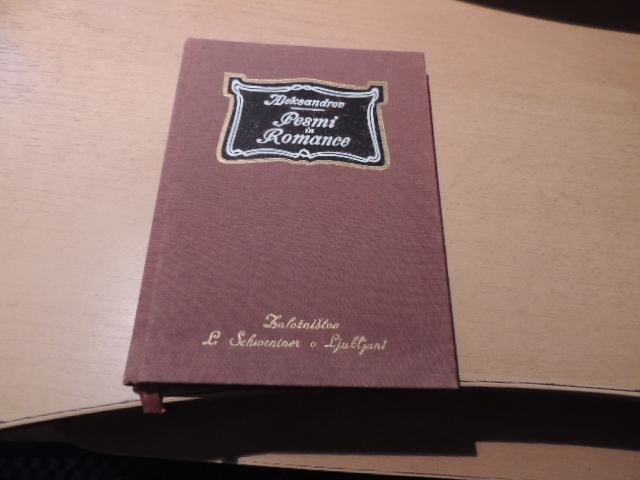 Aleksandrov
Pesmi
in
Romance
Založništvo
L. Schwentner v Ljubljani